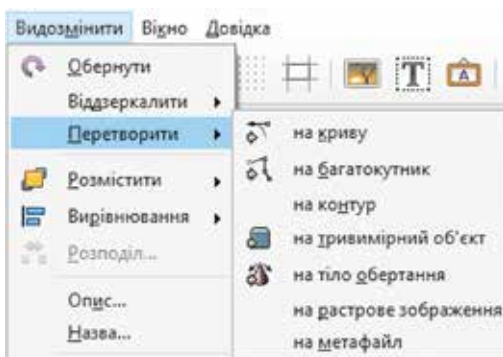 Видозмінити Вікно Довідка
Обернути
Віддзеркалити
Перетворити
на криву
на багатокутник
Розмістити
на контур
Вирівнювання
на тривимірний об'єкт
Розподіл...
на тіло обертання
Опис...
на растрове зображення
Назва...
на метафайл